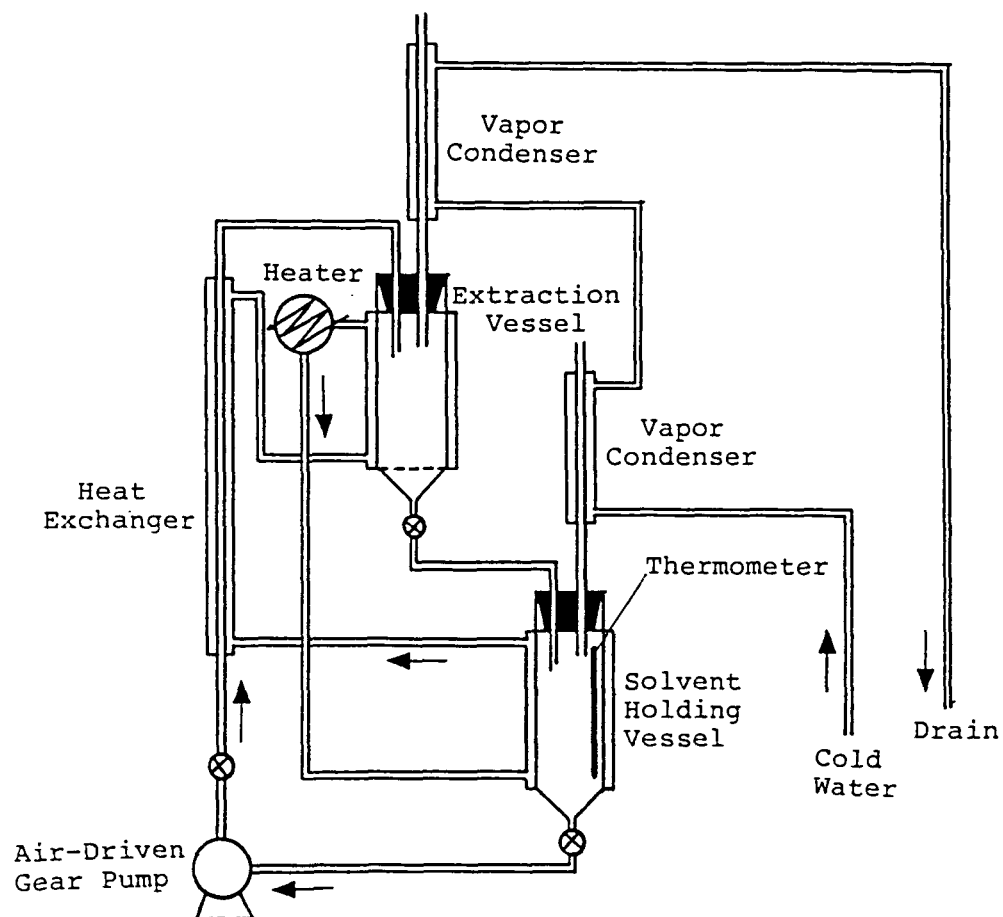 Vapor
Condenser
Heater
Extraction
Vessel
Vapor
Condenser
Heat
Exchanger
Thermometer
Solvent
Holding
Vessel
Drain
Cold
Water
Air-Driven
Gear Pump